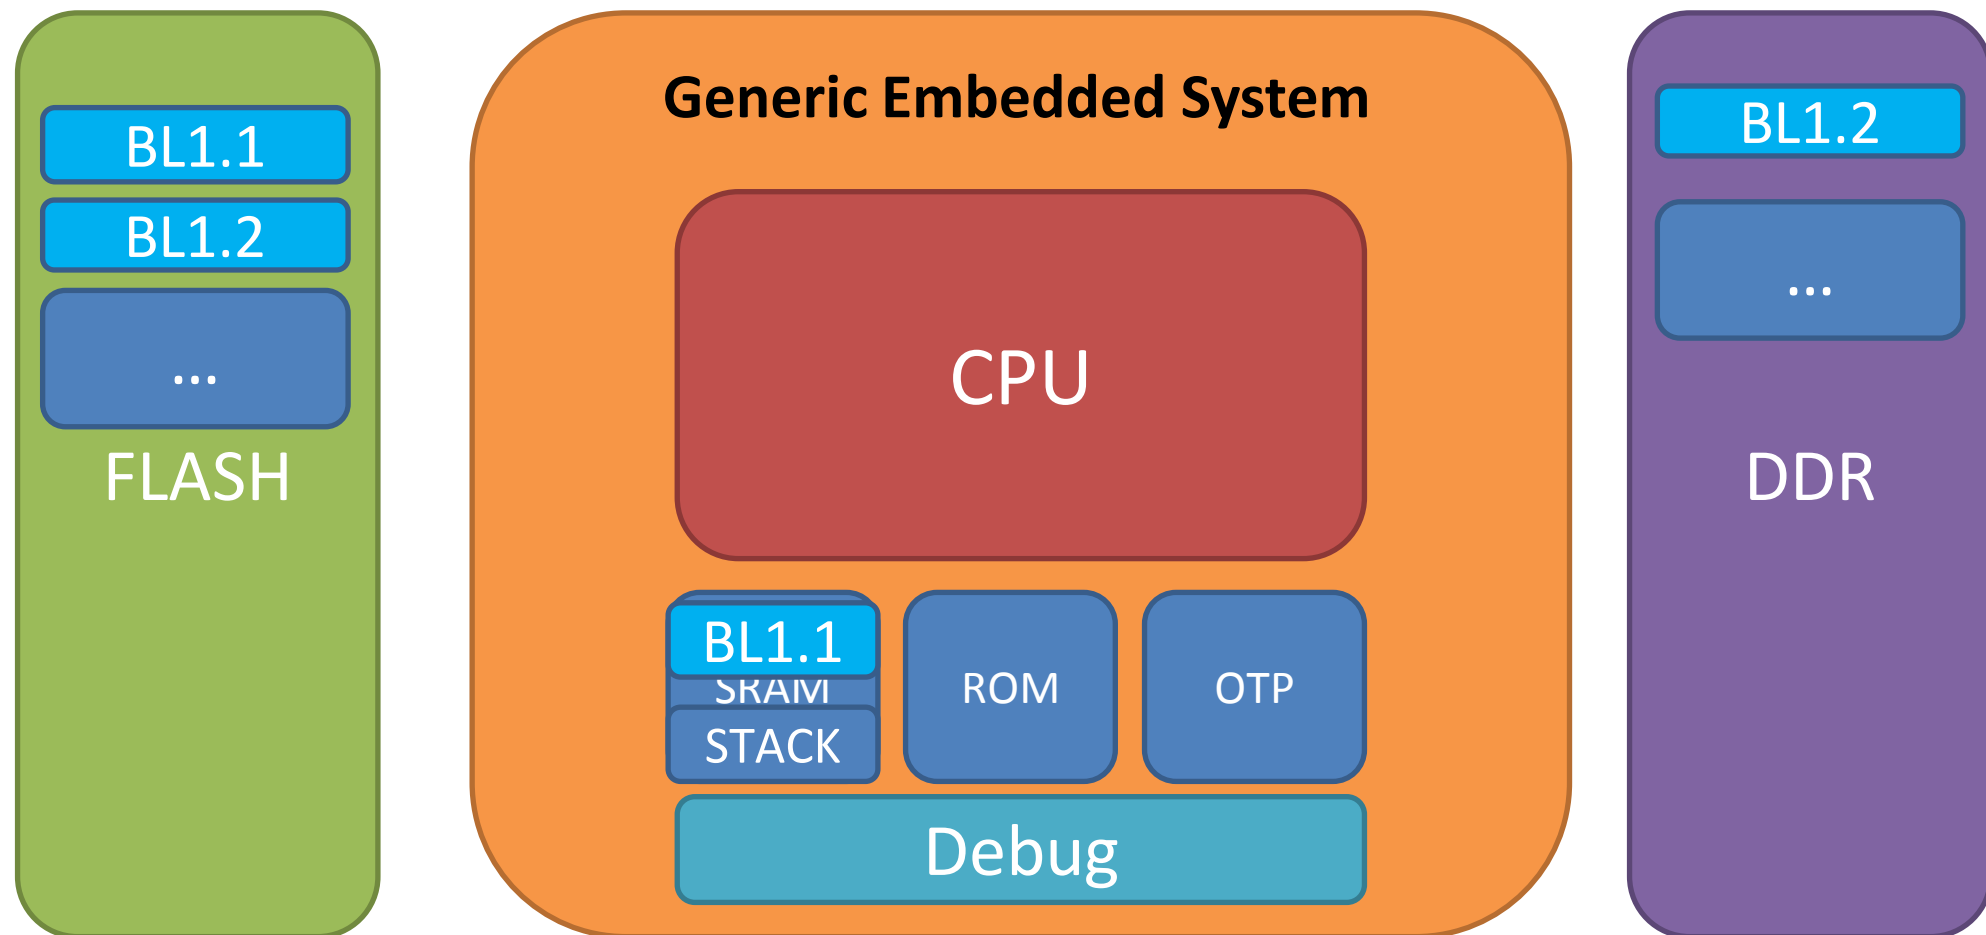 Generic Embedded System
BL1.1
BL1.2
...
FLASH
CPU
BL1.1
SRAM
STACK
ROM
OTP
Debug
BL1.2
...
DDR